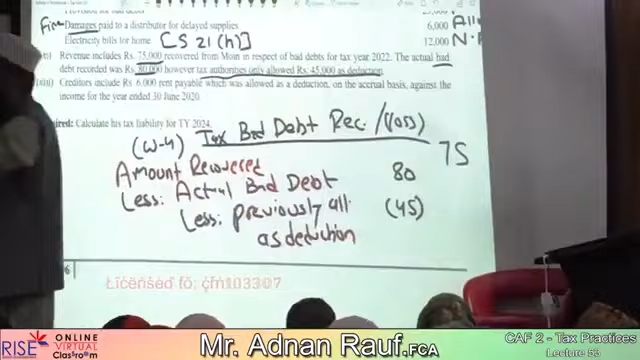 Fine Damages paid to a distributor for delayed supplies. 6,000 All
Electricity bills for home [S 21 (h)] 12,000 N.
Revenue includes Rs. 75,000 recovered from Moin in respect of bad debts for tax year 2022. The actual bad
debt recorded was Rs. 80,000 however tax authorities only allowed Rs. 45,000 as deduction.
Creditors include Rs. 6,000 rent payable which was allowed as a deduction, on the accrual basis, against the
income for the year ended 30 June 2020.
Calculate his tax liability for TY 2024.
(W-4) Tax Bad Debt Rec. / (Loss)
Amount Recovered 75
Less: Actual Bad Debt 80
Less: Previously all. (45)
as deduction
6
Licensed to: cfm103307
RISE ONLINE VIRTUAL Classroom
Mr. Adnan Rauf.FCA
CAF 2 - Tax Practices
Lecture 53